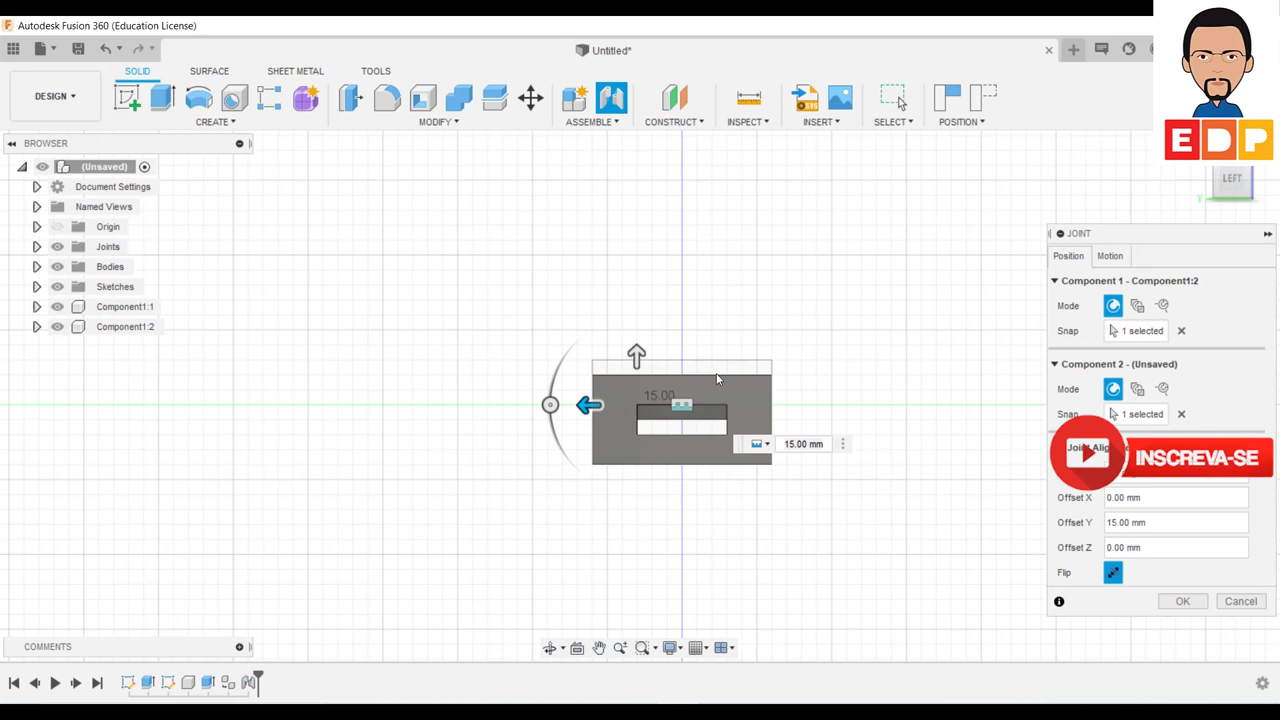 Autodesk Fusion 360 (Education License)
Untitled*
SOLID SURFACE SHEET METAL TOOLS
DESIGN
CREATE MODIFY ASSEMBLE CONSTRUCT INSPECT INSERT SELECT POSITION
EDP
BROWSER
(Unsaved)
Document Settings
Named Views
Origin
Joints
Bodies
Sketches
Component1:1
Component1:2
LEFT
Y
15.00
15.00 mm
JOINT
Position Motion
Component 1 - Component1:2
Mode
Snap 1 selected
Component 2 - (Unsaved)
Mode
Snap 1 selected
Joint
INSCREVA-SE
Offset X 0.00 mm
Offset Y 15.00 mm
Offset Z 0.00 mm
Flip
OK Cancel
COMMENTS